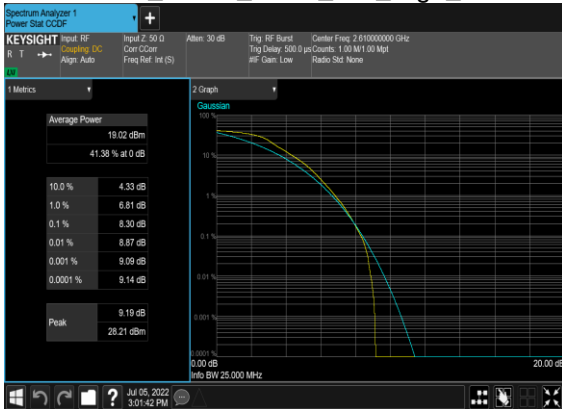 Spectrum Analyzer 1
Power Stat CCDF
KEYSIGHT
R T
LXI
Input: RF
Coupling: DC
Align: Auto
Input Z: 50 Ω
Corr CCorr
Freq Ref: Int (S)
Atten: 30 dB
Trig: RF Burst
Trig Delay: 500.0 µs
#IF Gain: Low
Center Freq: 2.610000000 GHz
Counts: 1.00 M/1.00 Mpt
Radio Std: None
1 Metrics
Average Power
19.02 dBm
41.38 % at 0 dB
10.0 % 4.33 dB
1.0 % 6.81 dB
0.1 % 8.30 dB
0.01 % 8.87 dB
0.001 % 9.09 dB
0.0001 % 9.14 dB
Peak
9.19 dB
28.21 dBm
2 Graph
Gaussian
100 %
10 %
1 %
0.1 %
0.01 %
0.001 %
0.0001 %
0.00 dB
20.00 dB
Info BW 25.000 MHz
?
Jul 05, 2022
3:01:42 PM